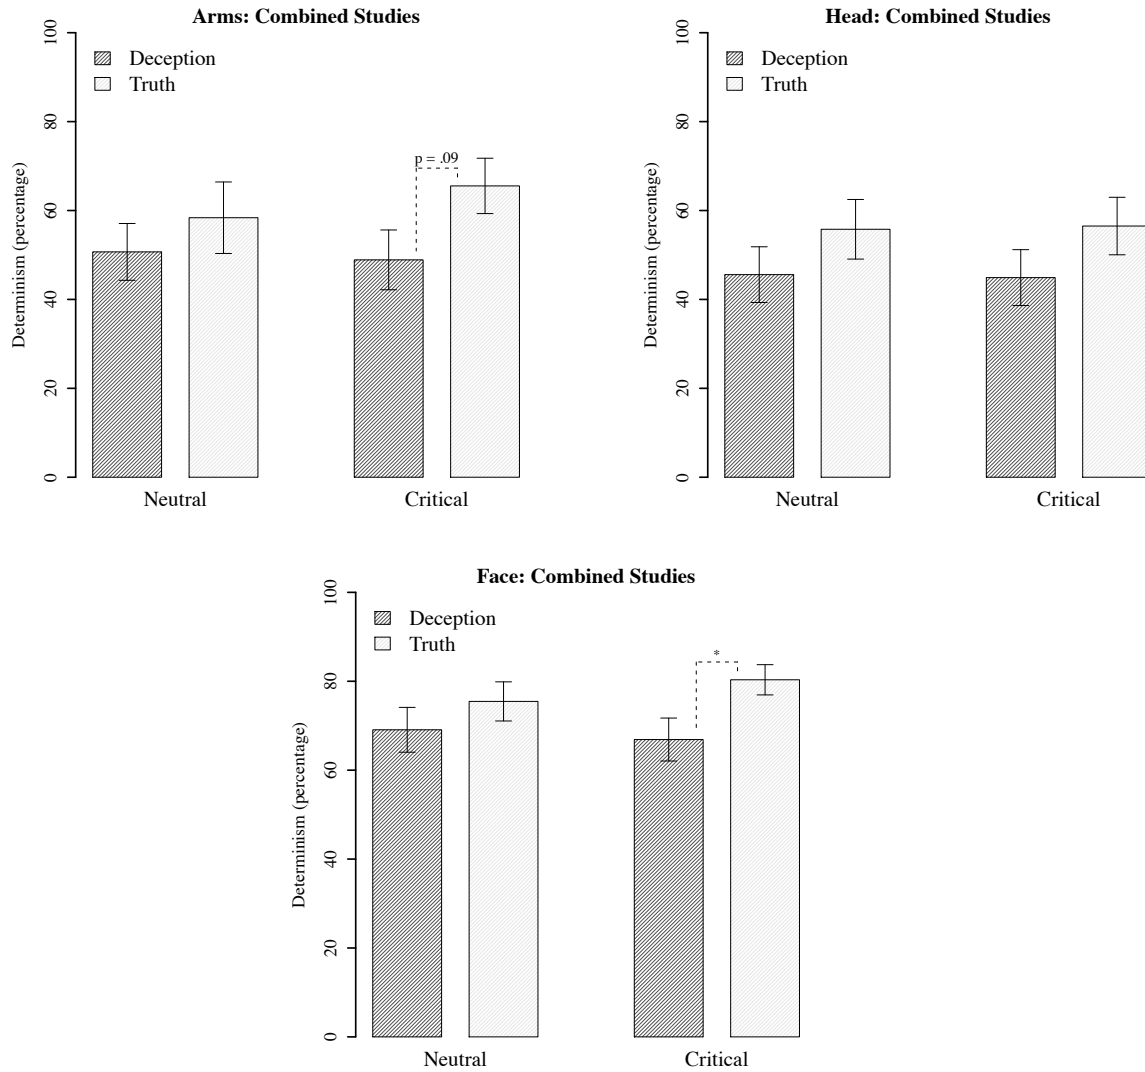 Arms: Combined Studies
Deception
Truth
Determinism (percentage)
100
80
60
40
20
0
p = .09
Neutral
Critical
Head: Combined Studies
Deception
Truth
Determinism (percentage)
100
80
60
40
20
0
Neutral
Critical
Face: Combined Studies
Deception
Truth
Determinism (percentage)
100
80
60
40
20
0
*
Neutral
Critical